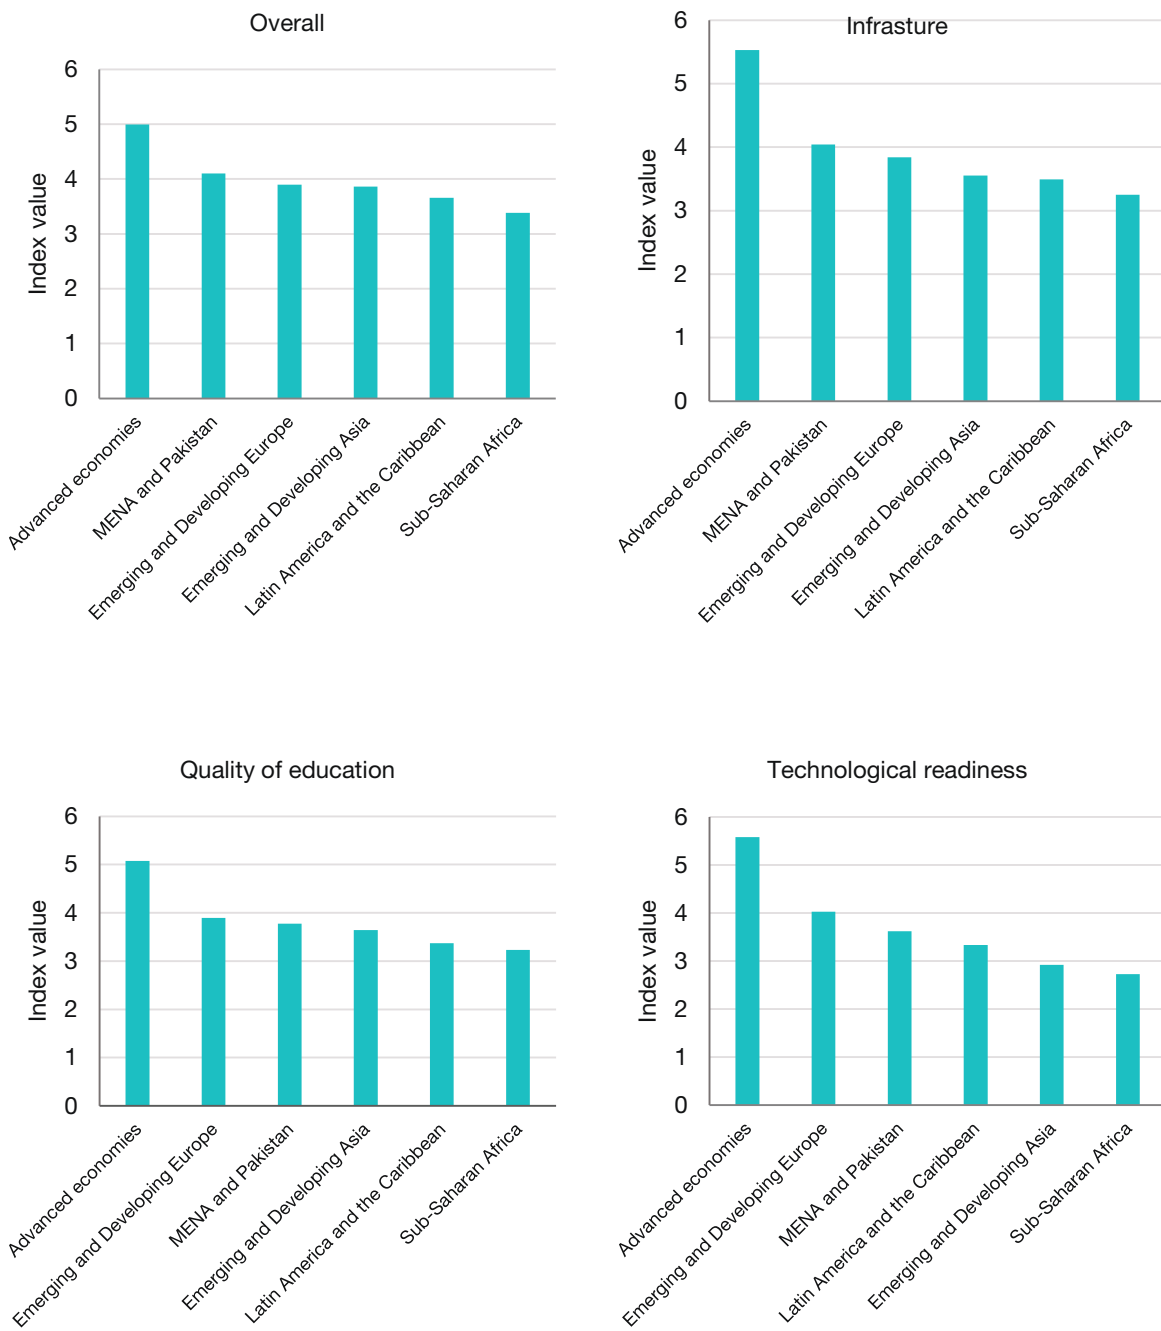 Overall
6
5
4
3
2
1
0
Index value
Advanced economies
MENA and Pakistan
Emerging and Developing Europe
Emerging and Developing Asia
Latin America and the Caribbean
Sub-Saharan Africa
Infrasture
6
5
4
3
2
1
0
Index value
Advanced economies
MENA and Pakistan
Emerging and Developing Europe
Emerging and Developing Asia
Latin America and the Caribbean
Sub-Saharan Africa
Quality of education
6
5
4
3
2
1
0
Index value
Advanced economies
Emerging and Developing Europe
MENA and Pakistan
Emerging and Developing Asia
Latin America and the Caribbean
Sub-Saharan Africa
Technological readiness
6
5
4
3
2
1
0
Index value
Advanced economies
Emerging and Developing Europe
MENA and Pakistan
Latin America and the Caribbean
Emerging and Developing Asia
Sub-Saharan Africa